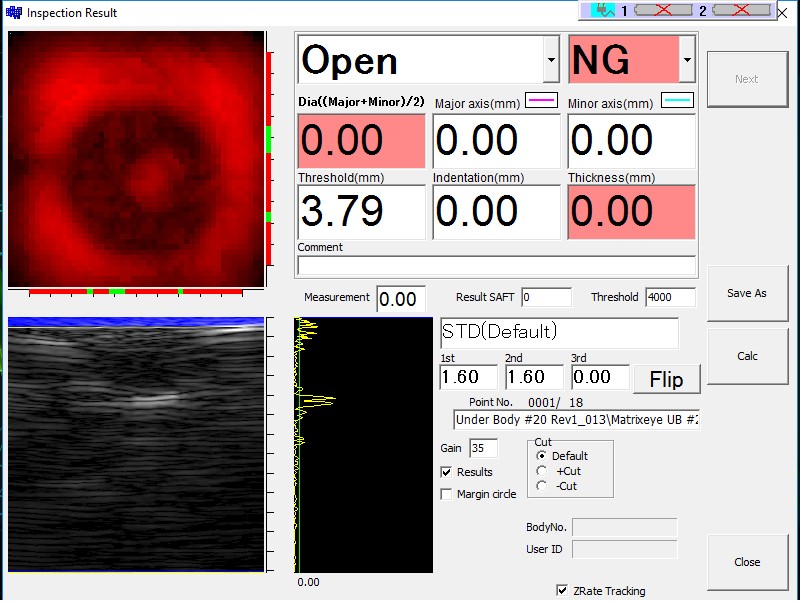 Inspection Result
1 2
Open NG
Next
Dia((Major+Minor)/2) Major axis(mm) Minor axis(mm)
0.00 0.00 0.00
Threshold(mm) Indentation(mm) Thickness(mm)
3.79 0.00 0.00
Comment
Measurement 0.00 Result SAFT 0 Threshold 4000
Save As
STD(Default)
Calc
1st 2nd 3rd
1.60 1.60 0.00 Flip
Point No. 0001/ 18
Under Body #20 Rev1_013\Matrixeye UB #2
Gain 35
Cut
Default
+Cut
-Cut
Results
Margin circle
BodyNo.
User ID
Close
0.00
ZRate Tracking